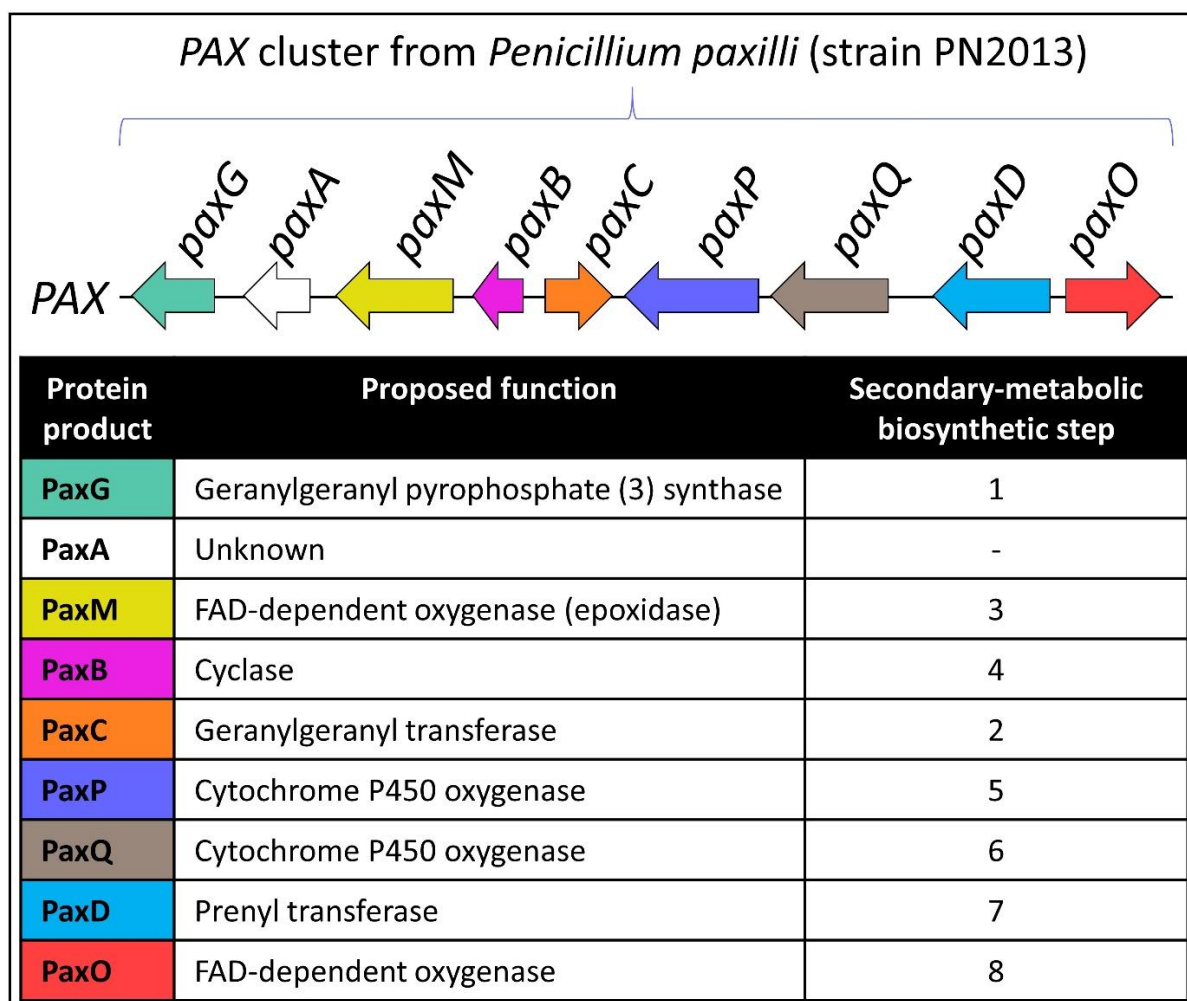 PAX cluster from Penicillium paxilli (strain PN2013)
paxG paxA paxM paxB paxC paxP paxQ paxD paxO
PAX
Protein product Proposed function Secondary-metabolic biosynthetic step
PaxG Geranylgeranyl pyrophosphate (3) synthase 1
PaxA Unknown -
PaxM FAD-dependent oxygenase (epoxidase) 3
PaxB Cyclase 4
PaxC Geranylgeranyl transferase 2
PaxP Cytochrome P450 oxygenase 5
PaxQ Cytochrome P450 oxygenase 6
PaxD Prenyl transferase 7
PaxO FAD-dependent oxygenase 8